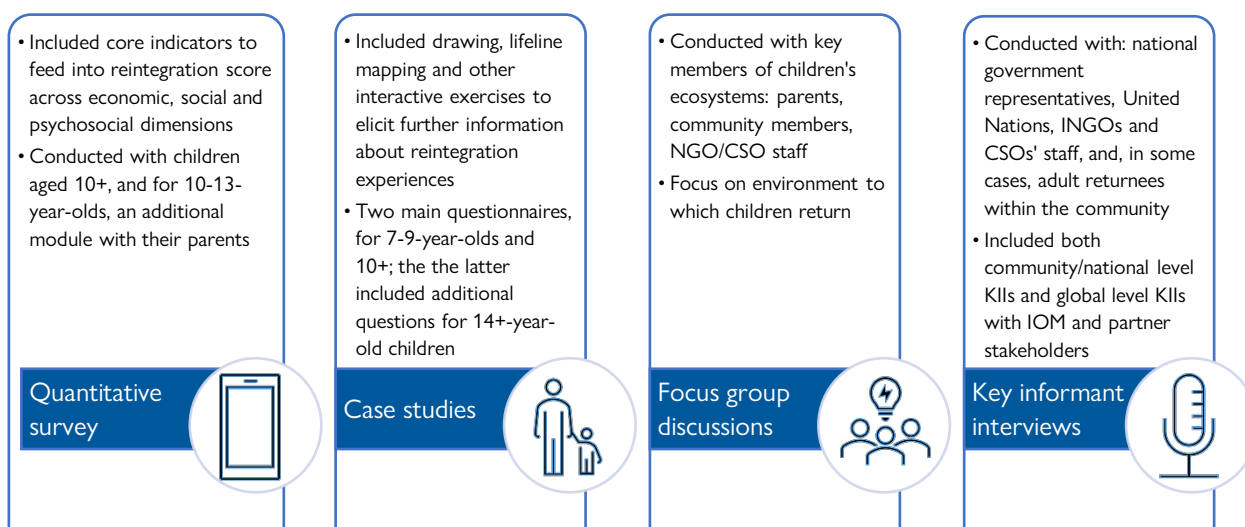 • Included core indicators to
feed into reintegration score
across economic, social and
psychosocial dimensions
• Conducted with children
aged 10+, and for 10-13-
year-olds, an additional
module with their parents
Quantitative
survey
• Included drawing, lifeline
mapping and other
interactive exercises to
elicit further information
about reintegration
experiences
• Two main questionnaires,
for 7-9-year-olds and
10+; the the latter
included additional
questions for 14+-year-
old children
Case studies
• Conducted with key
members of children's
ecosystems: parents,
community members,
NGO/CSO staff
• Focus on environment to
which children return
Focus group
discussions
• Conducted with: national
government
representatives, United
Nations, INGOs and
CSOs' staff, and, in some
cases, adult returnees
within the community
• Included both
community/national level
KIIs and global level KIIs
with IOM and partner
stakeholders
Key informant
interviews